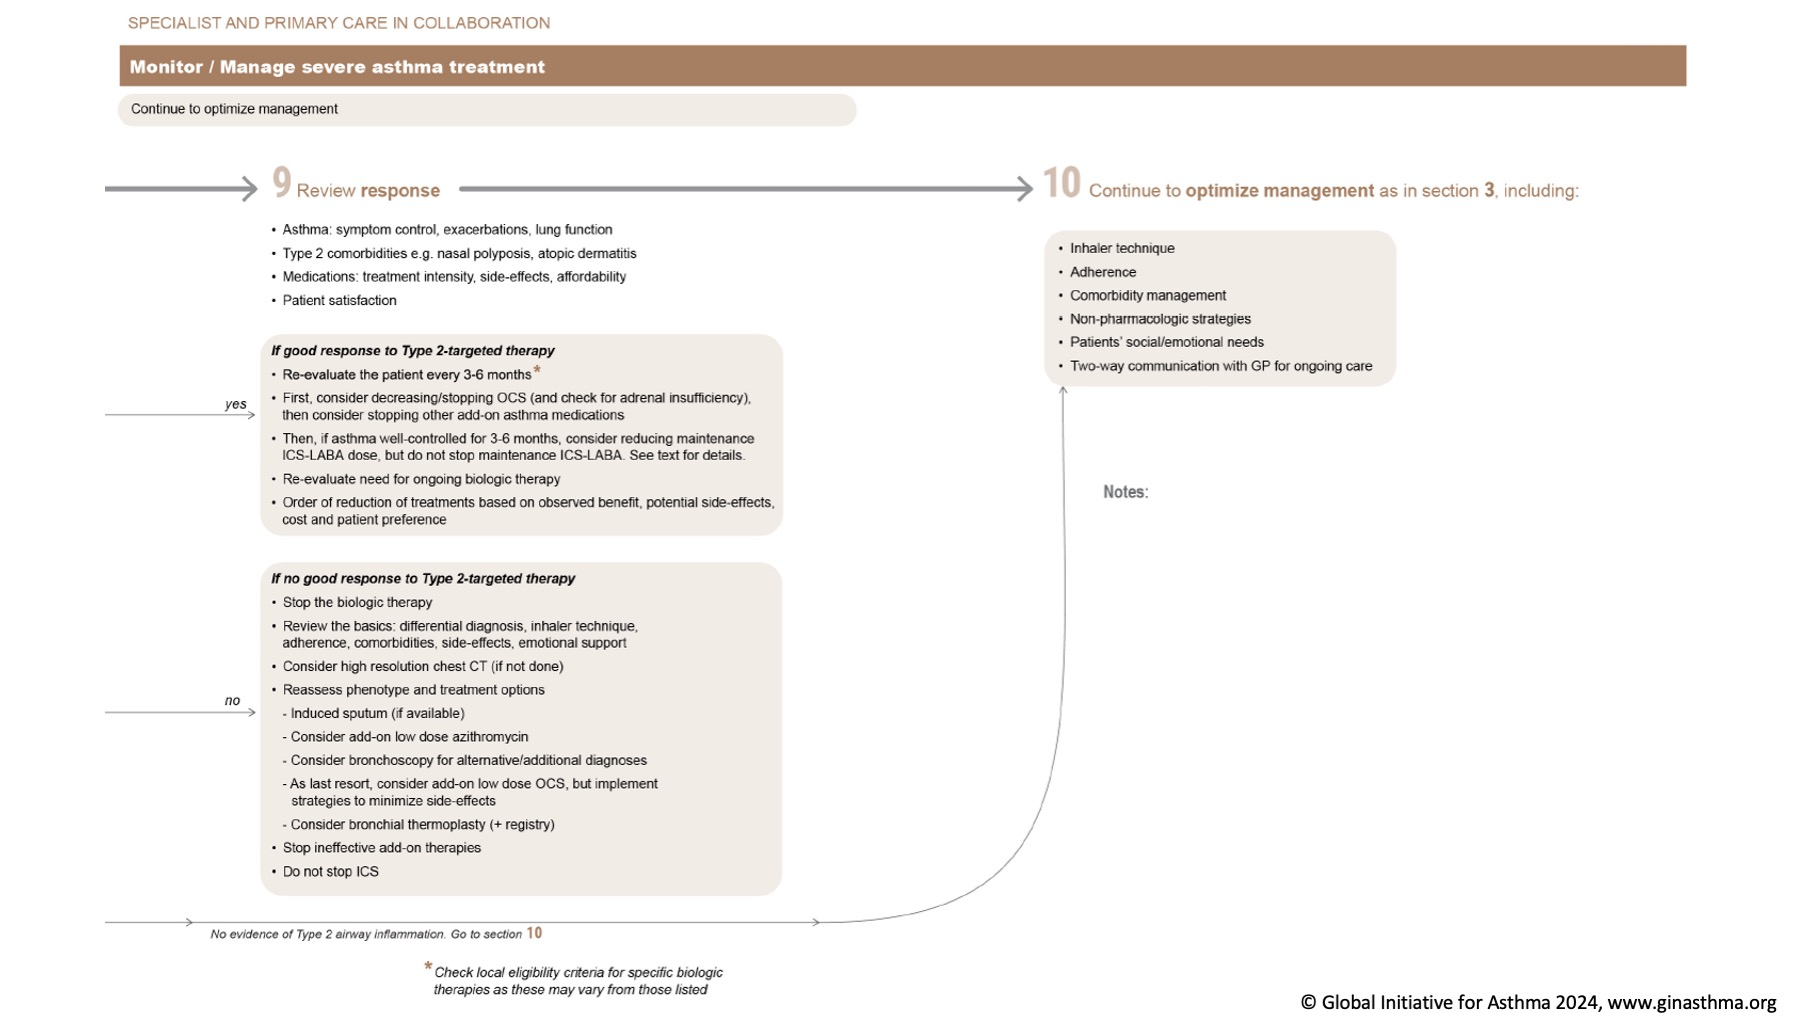 SPECIALIST AND PRIMARY CARE IN COLLABORATION
Monitor / Manage severe asthma treatment
Continue to optimize management
9 Review response
• Asthma: symptom control, exacerbations, lung function
• Type 2 comorbidities e.g. nasal polyposis, atopic dermatitis
• Medications: treatment intensity, side-effects, affordability
• Patient satisfaction
yes
If good response to Type 2-targeted therapy
• Re-evaluate the patient every 3-6 months*
• First, consider decreasing/stopping OCS (and check for adrenal insufficiency),
then consider stopping other add-on asthma medications
• Then, if asthma well-controlled for 3-6 months, consider reducing maintenance
ICS-LABA dose, but do not stop maintenance ICS-LABA. See text for details.
• Re-evaluate need for ongoing biologic therapy
• Order of reduction of treatments based on observed benefit, potential side-effects,
cost and patient preference
no
If no good response to Type 2-targeted therapy
• Stop the biologic therapy
• Review the basics: differential diagnosis, inhaler technique,
adherence, comorbidities, side-effects, emotional support
• Consider high resolution chest CT (if not done)
• Reassess phenotype and treatment options
- Induced sputum (if available)
- Consider add-on low dose azithromycin
- Consider bronchoscopy for alternative/additional diagnoses
- As last resort, consider add-on low dose OCS, but implement
strategies to minimize side-effects
- Consider bronchial thermoplasty (+ registry)
• Stop ineffective add-on therapies
• Do not stop ICS
No evidence of Type 2 airway inflammation. Go to section 10
* Check local eligibility criteria for specific biologic
therapies as these may vary from those listed
10 Continue to optimize management as in section 3, including:
• Inhaler technique
• Adherence
• Comorbidity management
• Non-pharmacologic strategies
• Patients' social/emotional needs
• Two-way communication with GP for ongoing care
Notes:
© Global Initiative for Asthma 2024, www.ginasthma.org